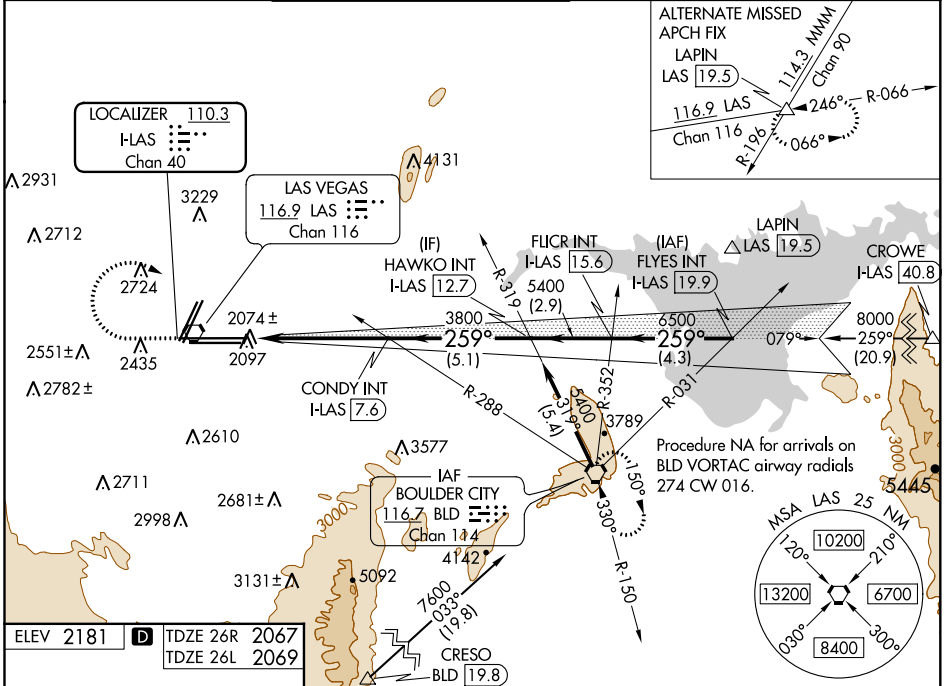 ALTERNATE MISSED
APCH FIX
LAPIN
LAS 19.5
114.3 MMM
Chan 90
116.9 LAS
Chan 116
R-196
246°
R-066
066°
LOCALIZER 110.3
I-LAS
Chan 40
LAS VEGAS
116.9 LAS
Chan 116
2931
2712
3229
4131
2724
2435
2551±
2782±
2074±
2097
2610
2711
2998
2681±
3577
3131±
5092
4142
3789
5445
3000
3000
(IF)
HAWKO INT
I-LAS 12.7
FLICR INT
I-LAS 15.6
5400
(2.9)
(IAF)
FLYES INT
I-LAS 19.9
LAPIN
LAS 19.5
CROWE
I-LAS 40.8
3800
259°
(5.1)
6500
259°
(4.3)
079°
8000
259°
(20.9)
CONDY INT
I-LAS 7.6
R-319
R-288
R-352
R-031
5400
319°
(5.4)
150°
330°
R-150
IAF
BOULDER CITY
116.7 BLD
Chan 114
Procedure NA for arrivals on
BLD VORTAC airway radials
274 CW 016.
7600
033°
(19.8)
CRESO
BLD 19.8
MSA LAS 25 NM
120°
10200
210°
13200
6700
030°
8400
300°
ELEV 2181
D
TDZE 26R 2067
TDZE 26L 2069